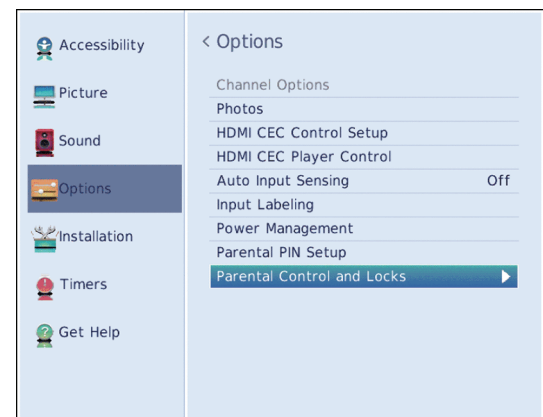 Accessibility
Picture
Sound
Options
Installation
Timers
Get Help
< Options
Channel Options
Photos
HDMI CEC Control Setup
HDMI CEC Player Control
Auto Input Sensing Off
Input Labeling
Power Management
Parental PIN Setup
Parental Control and Locks